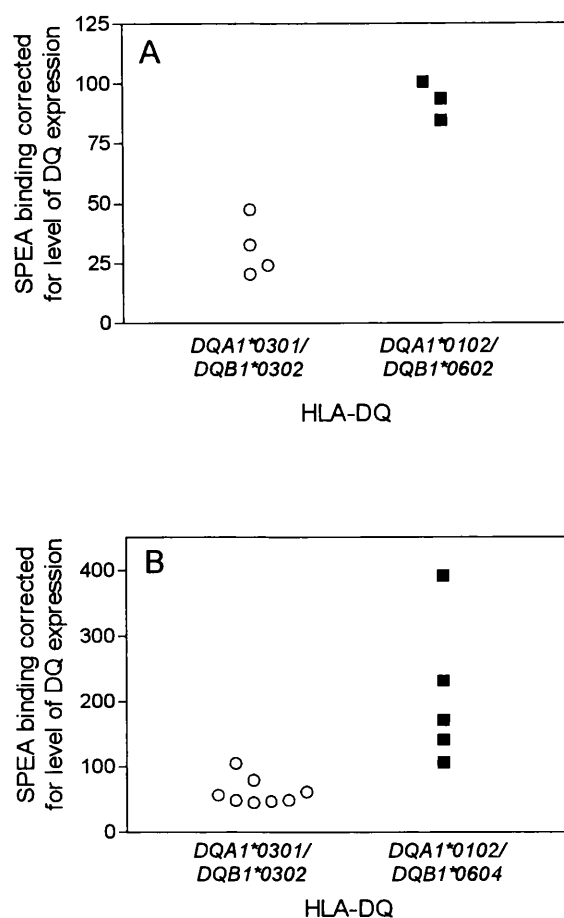 A
SPEA binding corrected
for level of DQ expression
125
100
75
50
25
0
DQA1*0301/
DQB1*0302
DQA1*0102/
DQB1*0602
HLA-DQ
B
SPEA binding corrected
for level of DQ expression
400
300
200
100
0
DQA1*0301/
DQB1*0302
DQA1*0102/
DQB1*0604
HLA-DQ